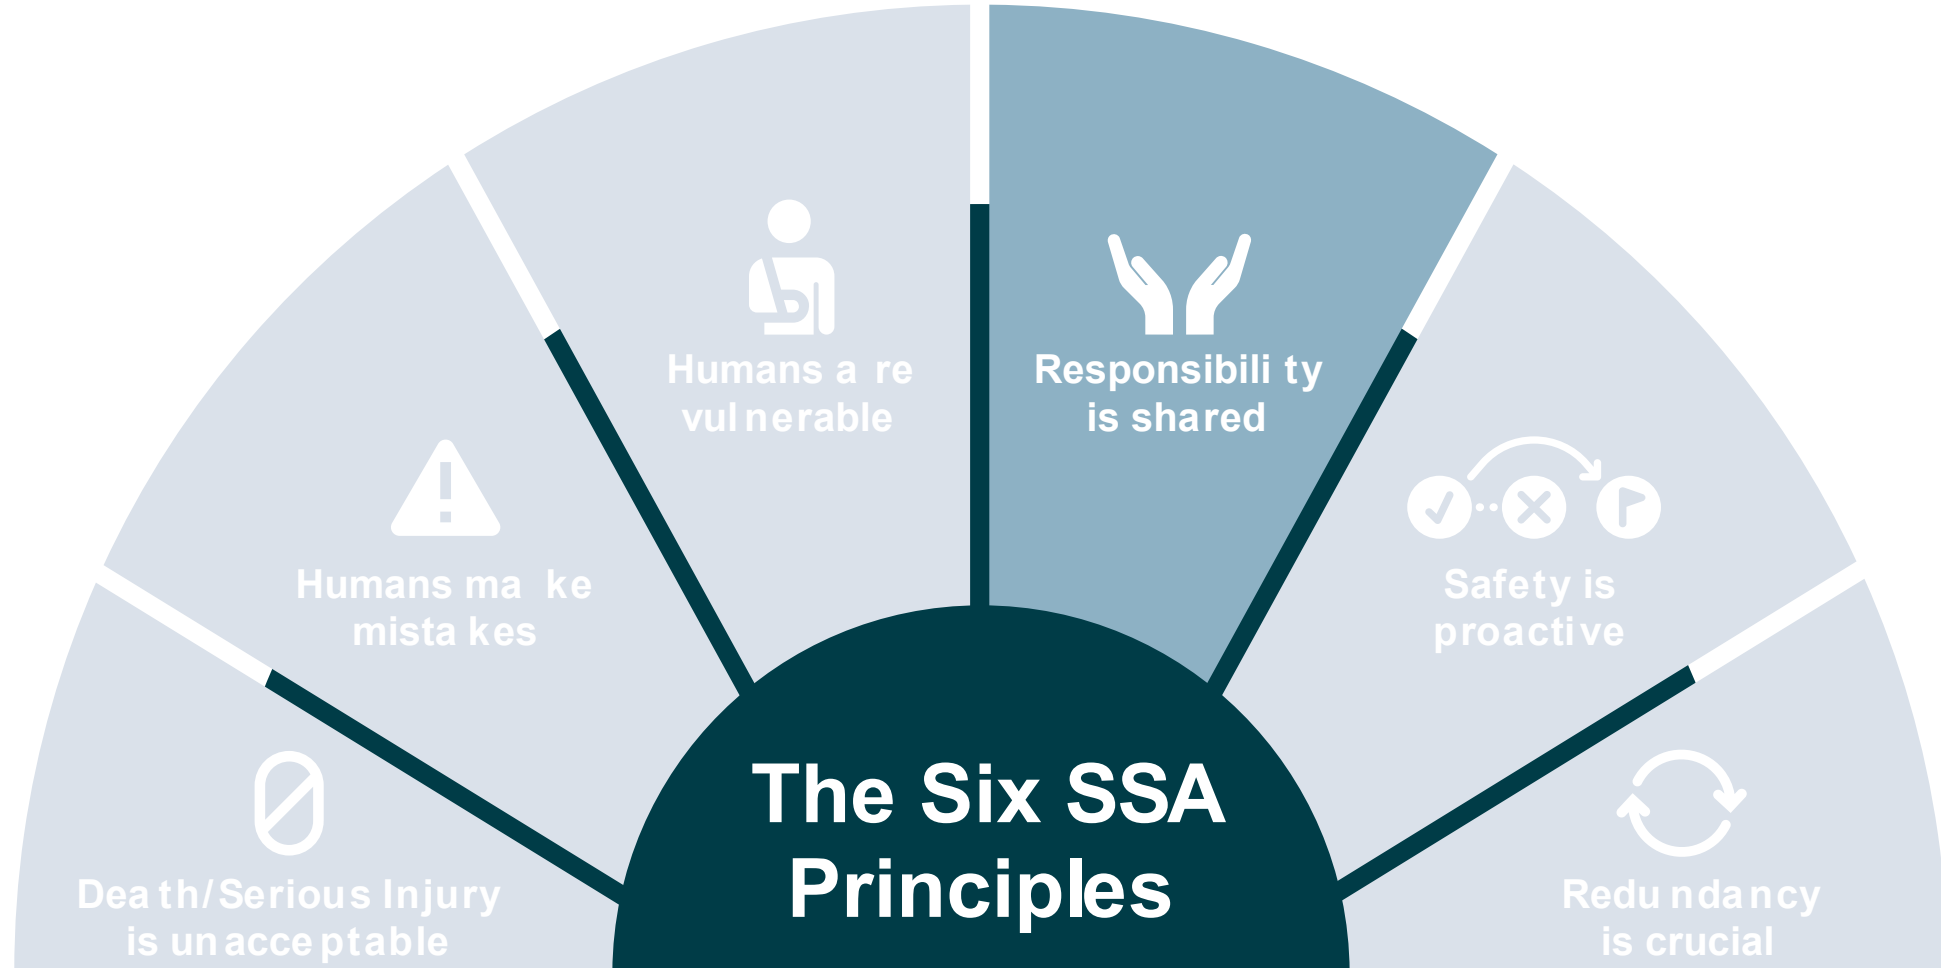 Humans are
vulnerable
Responsibility
is shared
Humans make
mistakes
Safety is
proactive
The Six SSA
Principles
Death/Serious Injury
is unacceptable
Redundancy
is crucial